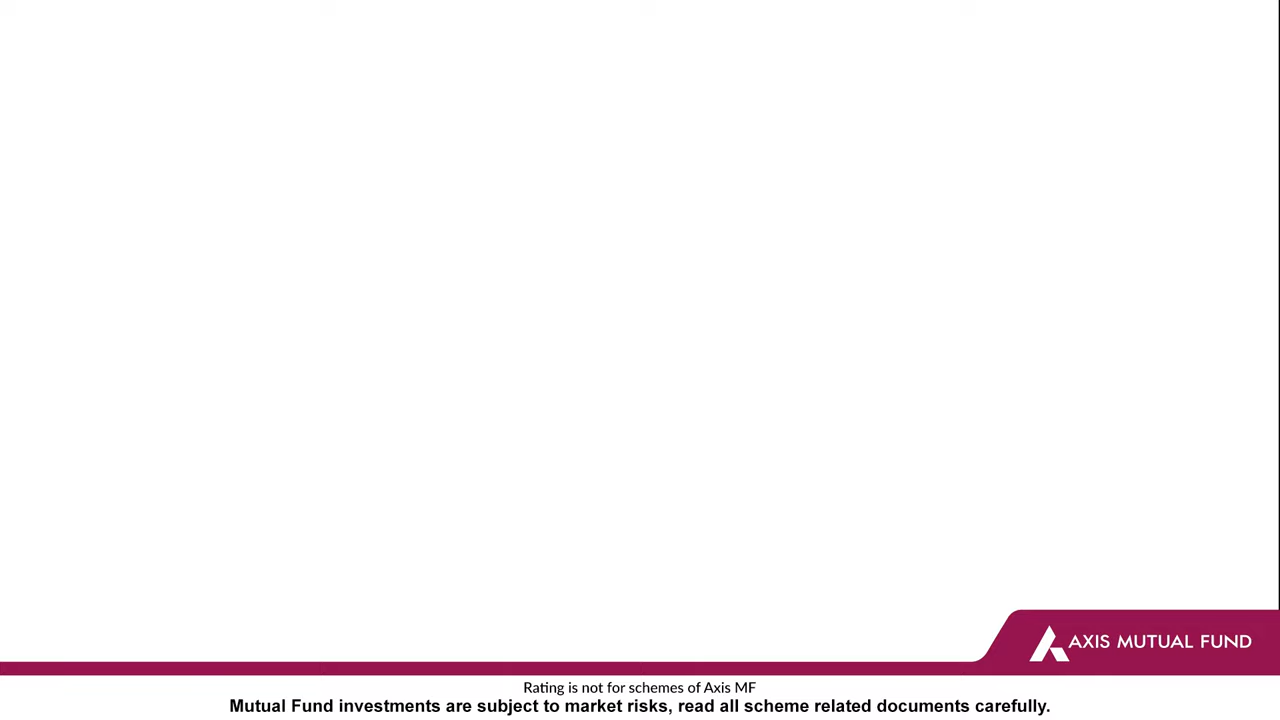 AXIS MUTUAL FUND
Rating is not for schemes of Axis MF
Mutual Fund investments are subject to market risks, read all scheme related documents carefully.